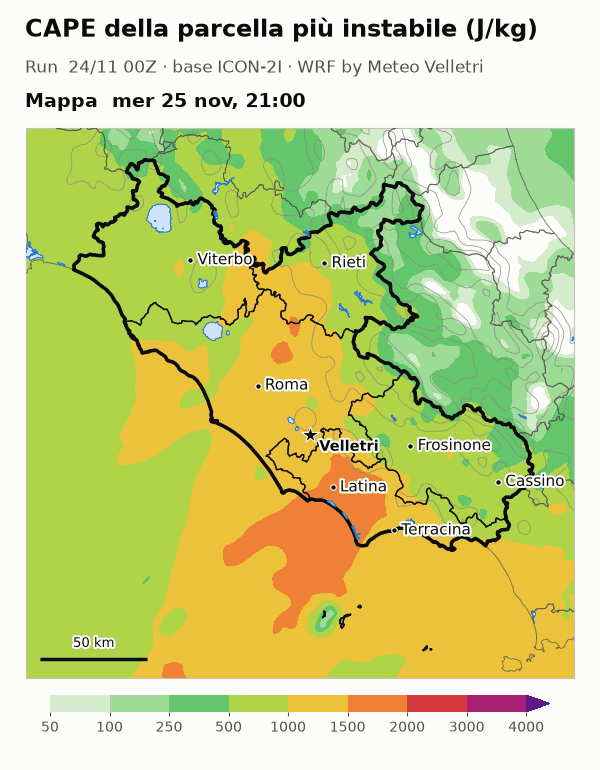 CAPE della parcella più instabile (J/kg)
Run  24/11 00Z · base ICON-2I · WRF by Meteo Velletri
Mappa  mer 25 nov, 21:00
Viterbo
Rieti
Roma
Velletri
Frosinone
Latina
Cassino
Terracina
50 km
50 100 250 500 1000 1500 2000 3000 4000